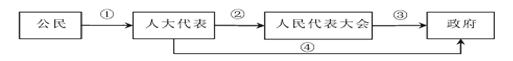 公民 ① 人大代表 ② 人民代表大会 ③ 政府
④